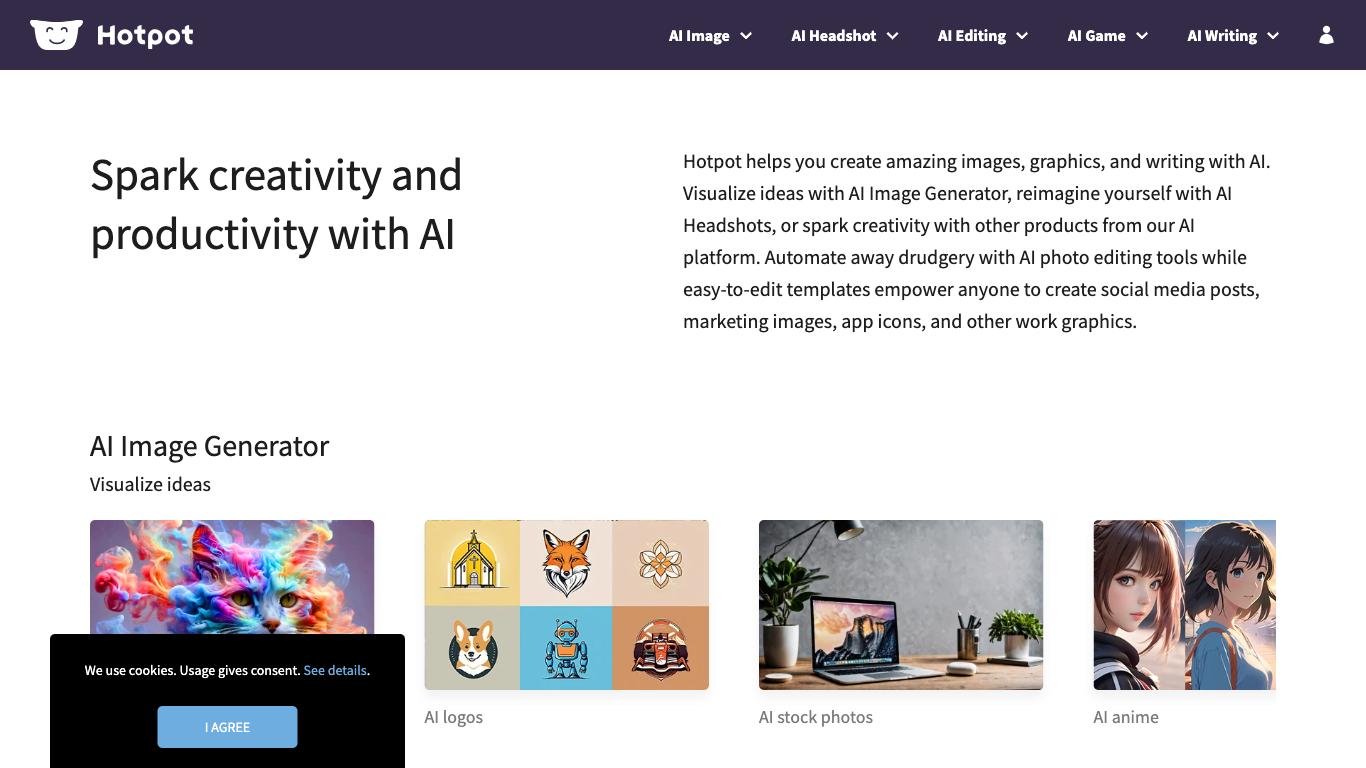 Hotpot
AI Image
AI Headshot
AI Editing
AI Game
AI Writing
Spark creativity and
productivity with AI
Hotpot helps you create amazing images, graphics, and writing with AI.
Visualize ideas with AI Image Generator, reimagine yourself with AI
Headshots, or spark creativity with other products from our AI
platform. Automate away drudgery with AI photo editing tools while
easy-to-edit templates empower anyone to create social media posts,
marketing images, app icons, and other work graphics.
AI Image Generator
Visualize ideas
AI logos
AI stock photos
AI anime
We use cookies. Usage gives consent. See details.
I AGREE